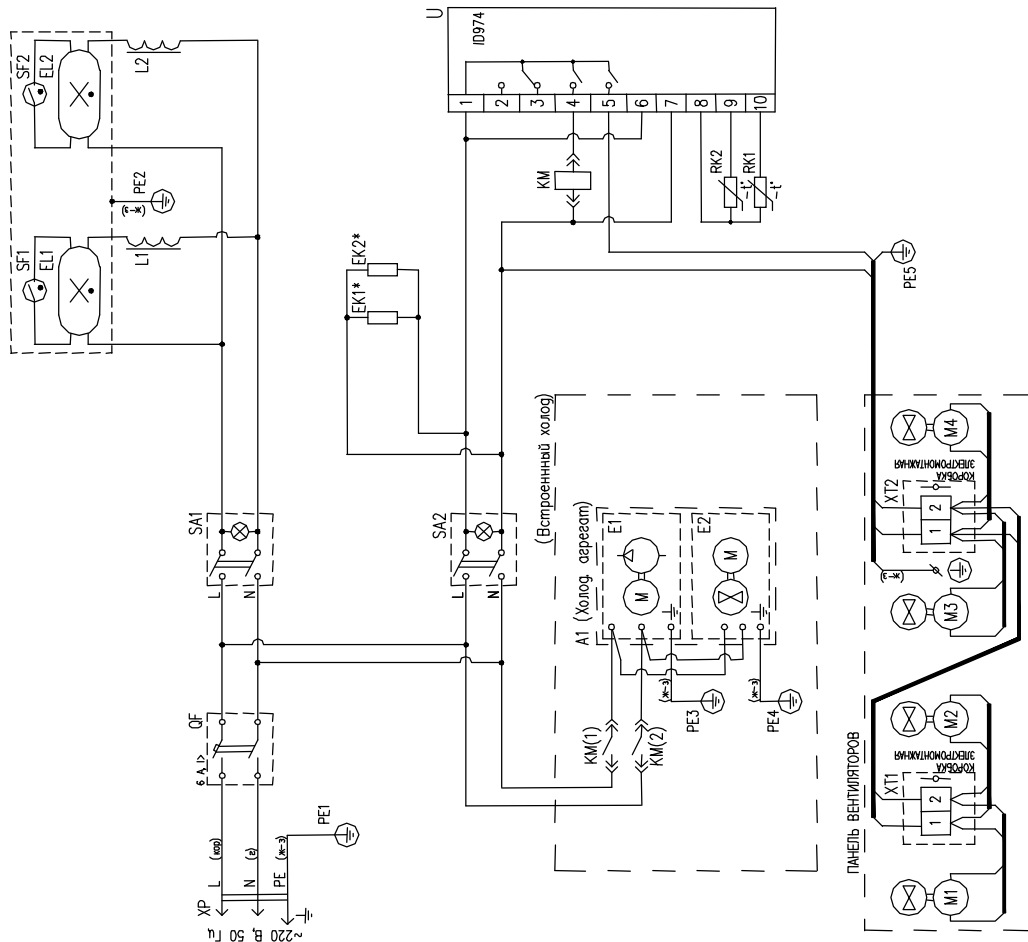 SF2
EL2
L2
PE2
(ж-з)
SF1
EL1
L1
U
ID974
1
2
3
4
5
6
7
8
9
10
KM
RK2
-t°
RK1
-t°
EK2*
EK1*
PE5
SA1
L
N
SA2
L
N
QF
6 А, I>
XP
L
(кор)
N
(г)
PE
(ж-з)
PE1
~220 В, 50 Гц
(Встроенный холод)
A1 (Холод. агрегат)
E1
M
E2
M
KM(1)
KM(2)
(ж-з)
PE3
(ж-з)
PE4
ПАНЕЛЬ ВЕНТИЛЯТОРОВ
M4
XT2
ЭЛЕКТРОМОНТАЖНАЯ
КОРОБКА
1
2
(ж-з)
M3
M2
XT1
ЭЛЕКТРОМОНТАЖНАЯ
КОРОБКА
1
2
M1